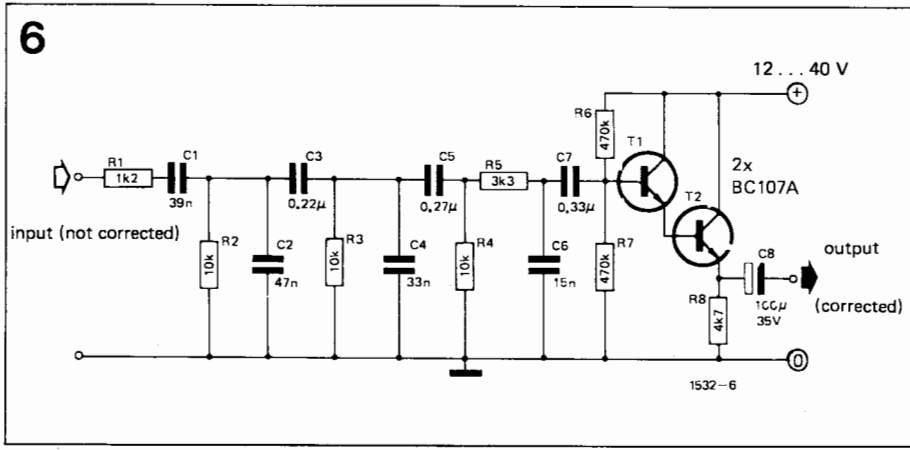 6
12 ... 40 V
R6
470k
T1
2x
BC107A
T2
R1
1k2
C1
39n
C3
0.22µ
C5
0.27µ
R5
3k3
C7
0.33µ
input (not corrected)
R2
10k
C2
47n
R3
10k
C4
33n
R4
10k
C6
15n
R7
470k
output
C8
100µ
35V
(corrected)
R8
4k7
0
1532-6